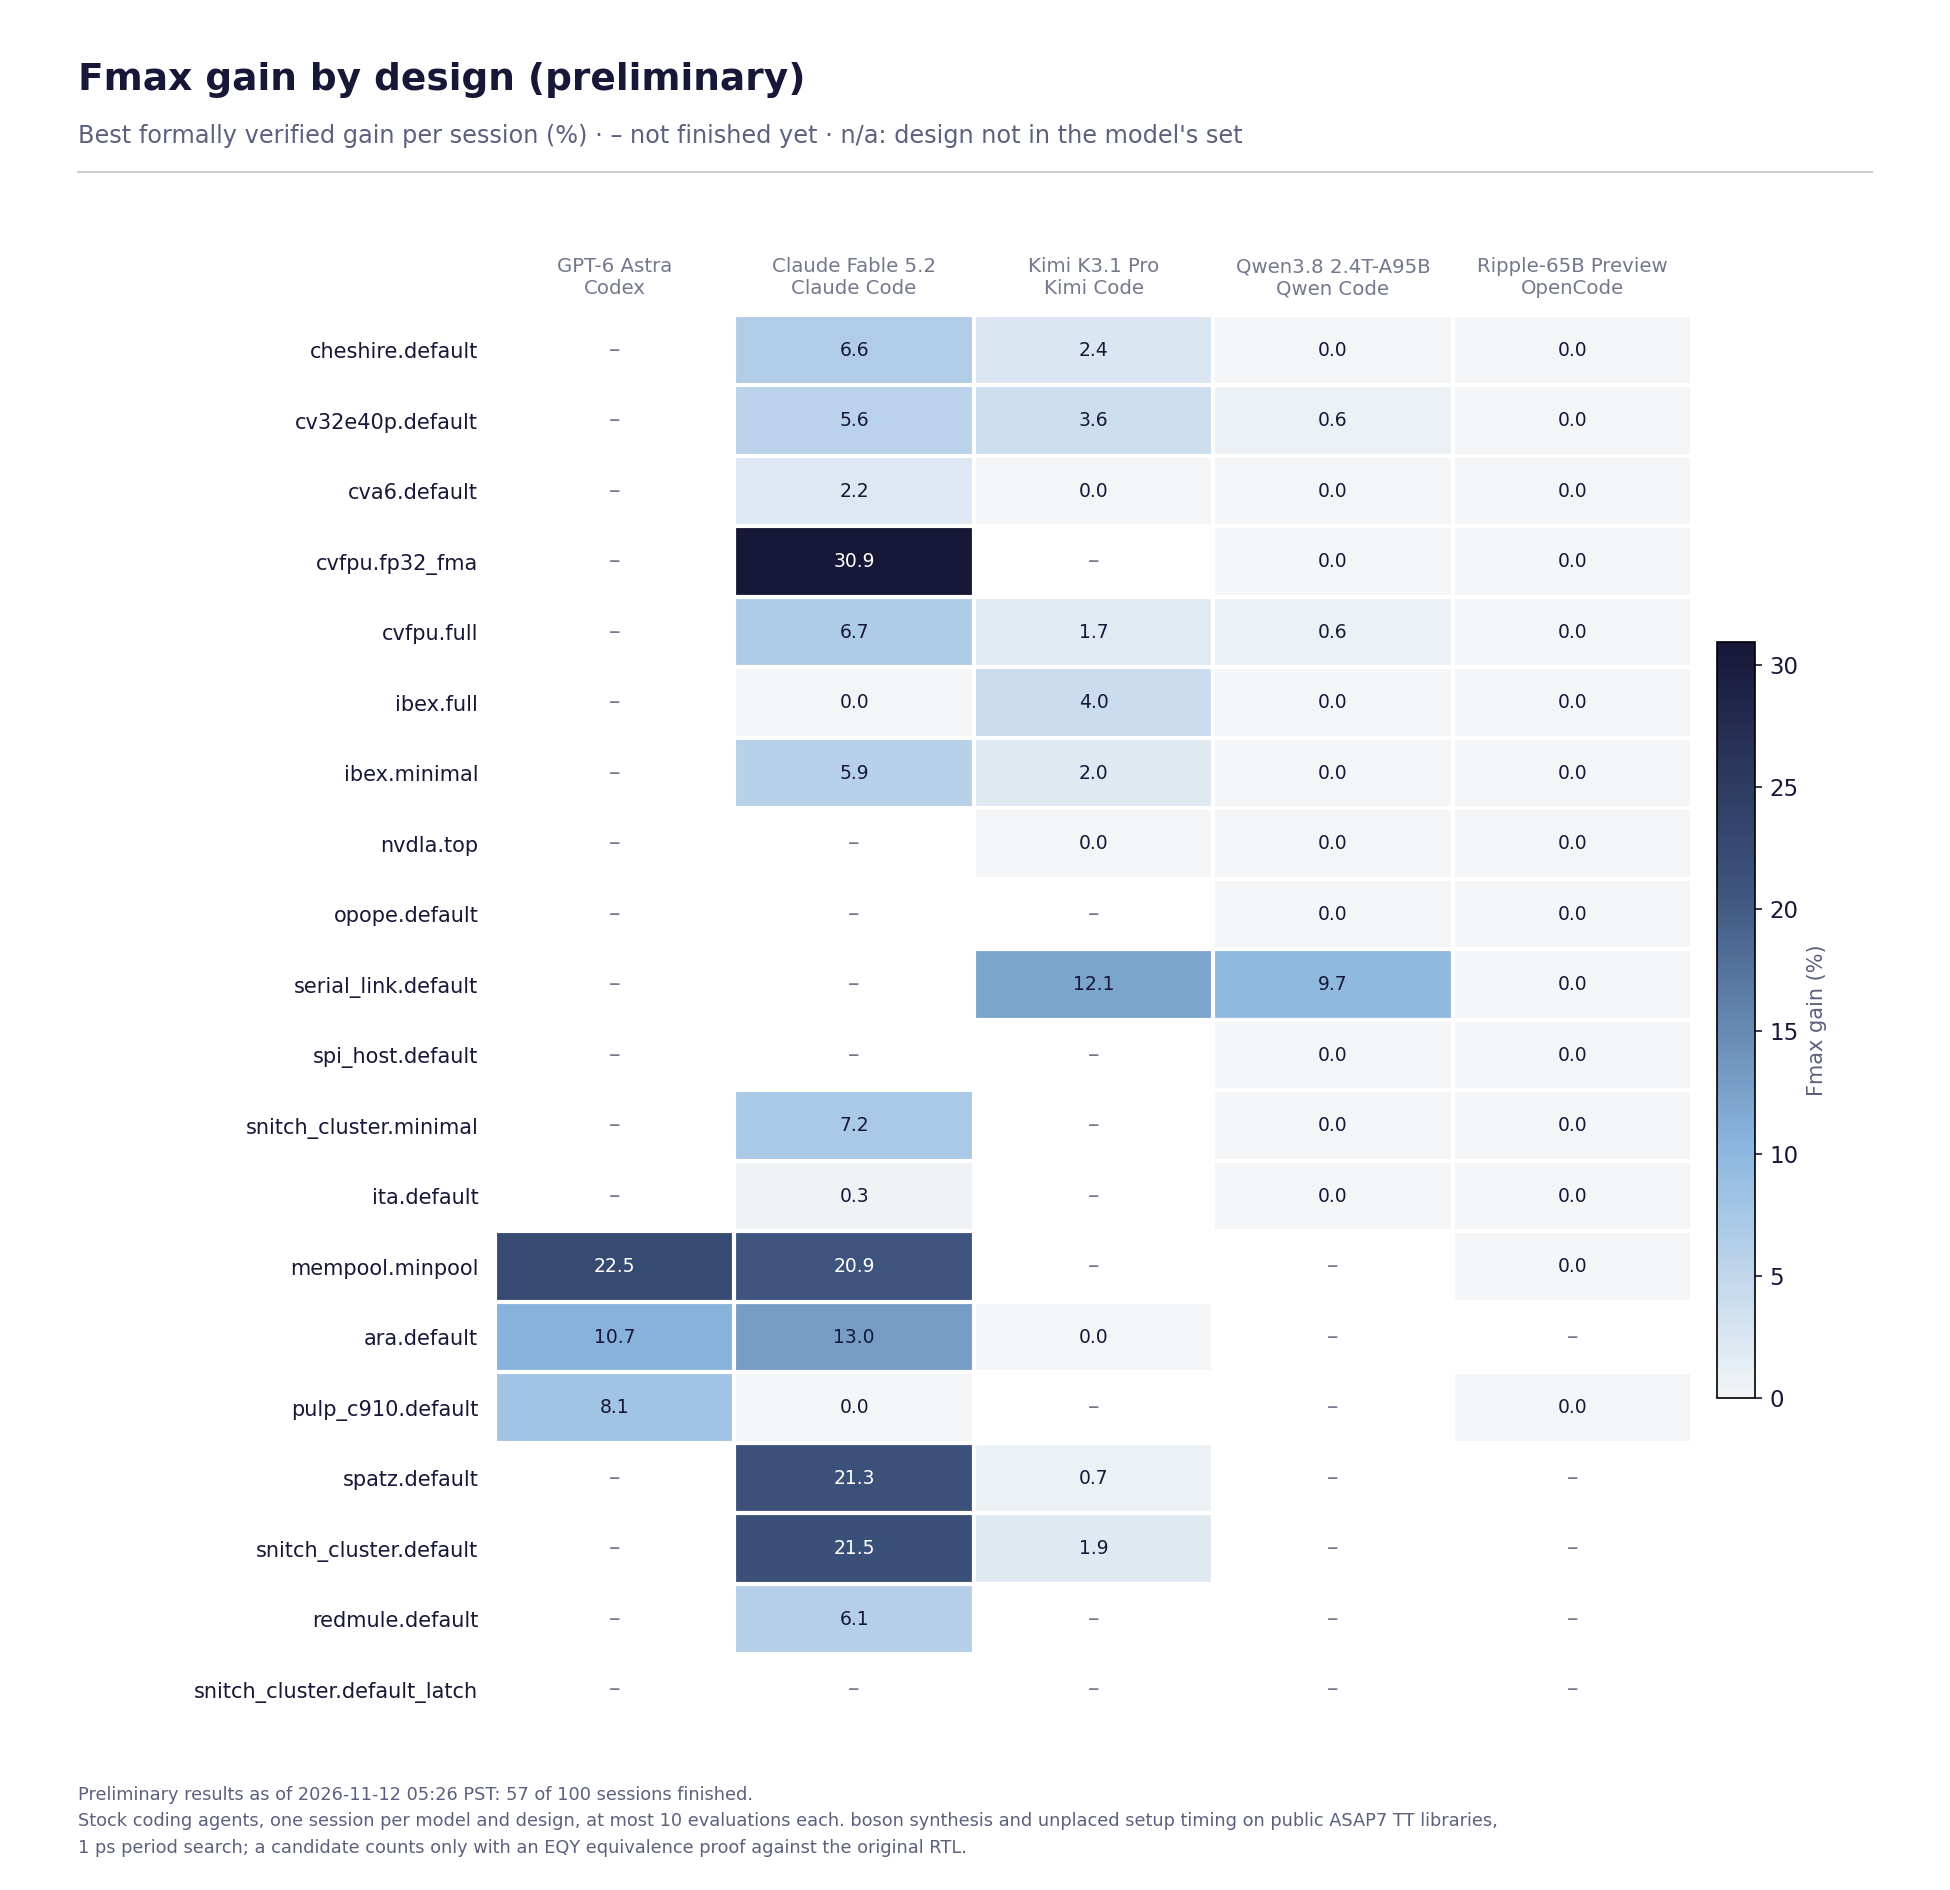 Fmax gain by design (preliminary)
Best formally verified gain per session (%) · – not finished yet · n/a: design not in the model's set
GPT-6 Astra Claude Fable 5.2 Kimi K3.1 Pro Qwen3.8 2.4T-A95B Ripple-65B Preview
Codex Claude Code Kimi Code Qwen Code OpenCode
cheshire.default – 6.6 2.4 0.0 0.0
cv32e40p.default – 5.6 3.6 0.6 0.0
cva6.default – 2.2 0.0 0.0 0.0
cvfpu.fp32_fma – 30.9 – 0.0 0.0
cvfpu.full – 6.7 1.7 0.6 0.0
ibex.full – 0.0 4.0 0.0 0.0
ibex.minimal – 5.9 2.0 0.0 0.0
nvdla.top – – 0.0 0.0 0.0
opope.default – – – 0.0 0.0
serial_link.default – – 12.1 9.7 0.0
spi_host.default – – – 0.0 0.0
snitch_cluster.minimal – 7.2 – 0.0 0.0
ita.default – 0.3 – 0.0 0.0
mempool.minpool 22.5 20.9 – – 0.0
ara.default 10.7 13.0 0.0 – –
pulp_c910.default 8.1 0.0 – – 0.0
spatz.default – 21.3 0.7 – –
snitch_cluster.default – 21.5 1.9 – –
redmule.default – 6.1 – – –
snitch_cluster.default_latch – – – – –
30
25
20
15
10
5
0
Fmax gain (%)
Preliminary results as of 2026-11-12 05:26 PST: 57 of 100 sessions finished.
Stock coding agents, one session per model and design, at most 10 evaluations each. boson synthesis and unplaced setup timing on public ASAP7 TT libraries,
1 ps period search; a candidate counts only with an EQY equivalence proof against the original RTL.